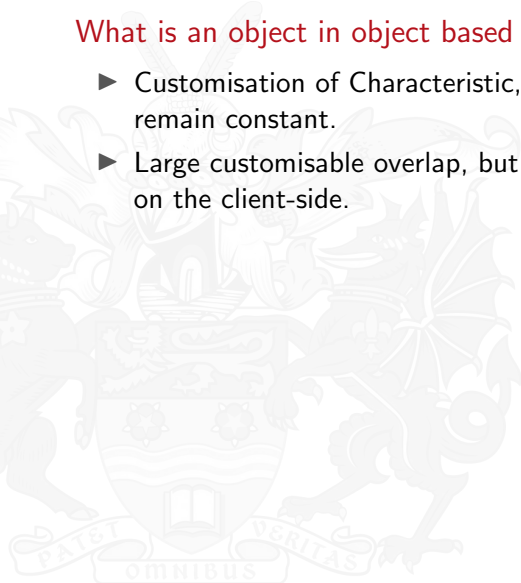 What is an object in object based
▶ Customisation of Characteristic,
remain constant.
▶ Large customisable overlap, but
on the client-side.
PATET OMNIBUS VERITAS